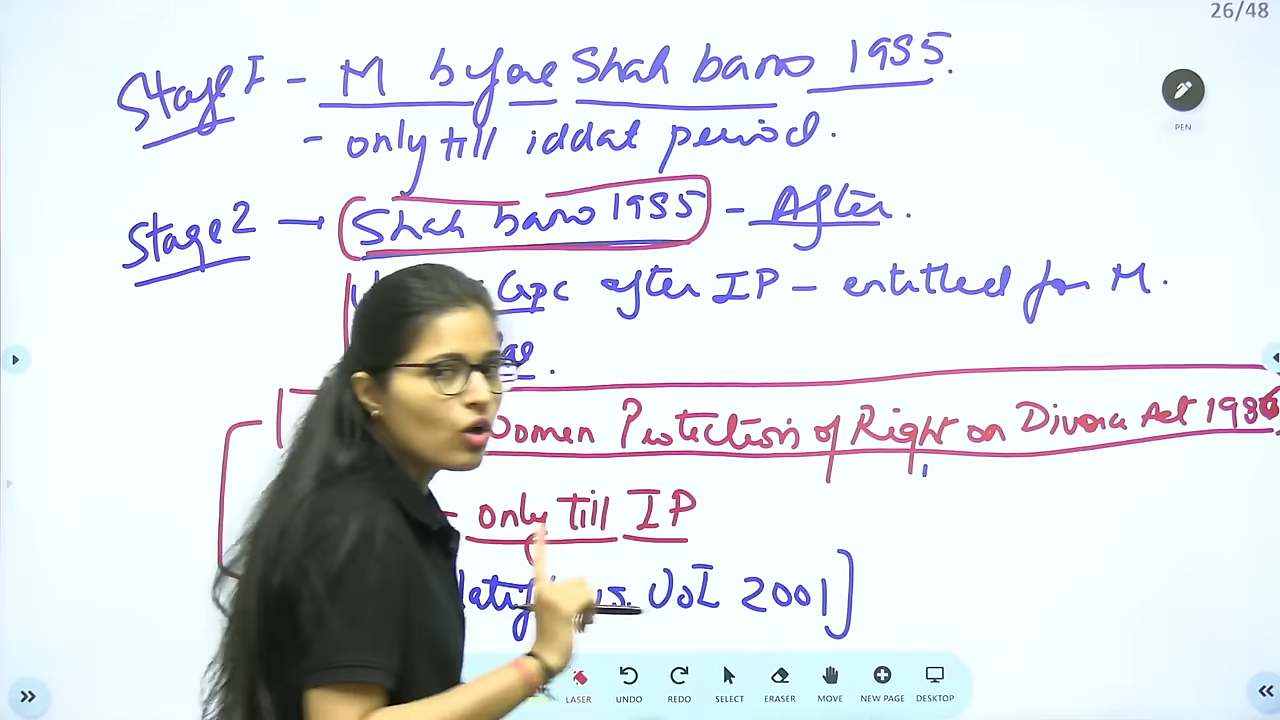 26/48
Stage I - M before Shah bano 1985.
PEN
- only till iddat period.
Stage 2 → Shah bano 1985 - After.
CrPC after IP - entitled for M.
Women Protection of Right on Divorce Act 1986
- only till IP
vs. UOI 2001]
LASER UNDO REDO SELECT ERASER MOVE NEW PAGE DESKTOP